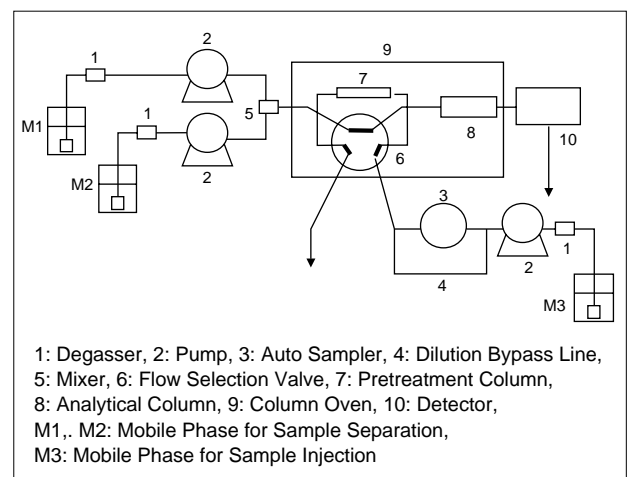 1
2
9
7
M1
1
5
8
10
M2
2
6
3
1
2
4
M3
1: Degasser, 2: Pump, 3: Auto Sampler, 4: Dilution Bypass Line,
5: Mixer, 6: Flow Selection Valve, 7: Pretreatment Column,
8: Analytical Column, 9: Column Oven, 10: Detector,
M1,. M2: Mobile Phase for Sample Separation,
M3: Mobile Phase for Sample Injection